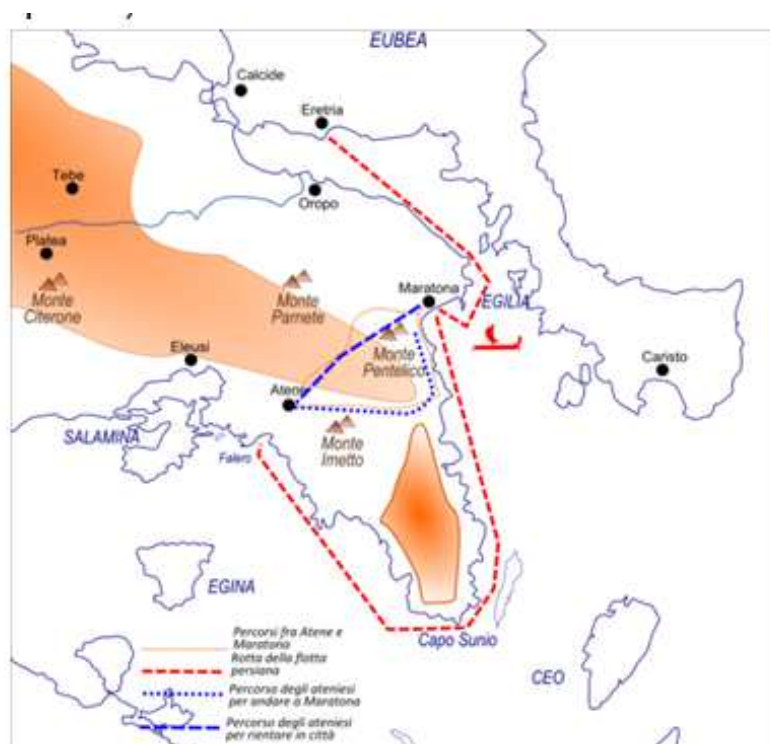 EUBEA
Calcide
Eretria
Tebe
Oropo
Platea
Monte
Citerone
Monte
Parnete
Maratona
EGILIA
Monte
Pentelico
Eleusi
Caristo
Atene
SALAMINA
Monte
Imetto
Falero
EGINA
Capo Sunio
CEO
Percorsi fra Atene e
Maratona
Rotta della flotta
persiana
Percorso degli ateniesi
per andare a Maratona
Percorso degli ateniesi
per rientare in città